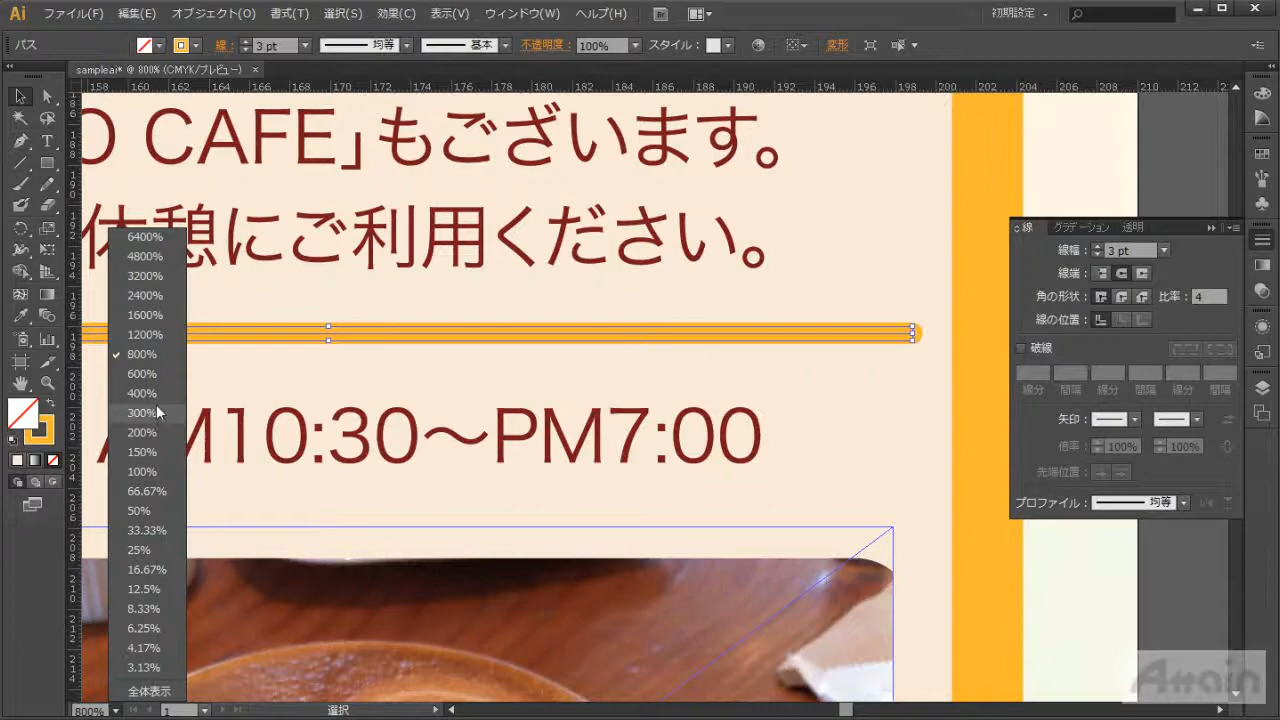 Ai ファイル(F) 編集(E) オブジェクト(O) 書式(T) 選択(S) 効果(C) 表示(V) ウィンドウ(W) ヘルプ(H) Br 初期設定
パス 線: 3 pt 均等 基本 不透明度: 100% スタイル: 変形
sampleai* @ 800% (CMYK/プレビュー) ×
158 160 162 164 166 168 170 172 174 176 178 180 182 184 186 188 190 192 194 196 198 200 202 204 206 208 210 212
O CAFE」もございます。
休憩にご利用ください。
AM10:30～PM7:00
6400%
4800%
3200%
2400%
1600%
1200%
800%
600%
400%
300%
200%
150%
100%
66.67%
50%
33.33%
25%
16.67%
12.5%
8.33%
6.25%
4.17%
3.13%
全体表示
線 グラデーション 透明
線幅: 3 pt
線端:
角の形状: 比率: 4
線の位置:
破線
線分 間隔 線分 間隔 線分 間隔
矢印:
倍率: 100% 100%
先端位置:
プロファイル: 均等
800% 1 選択
Attain